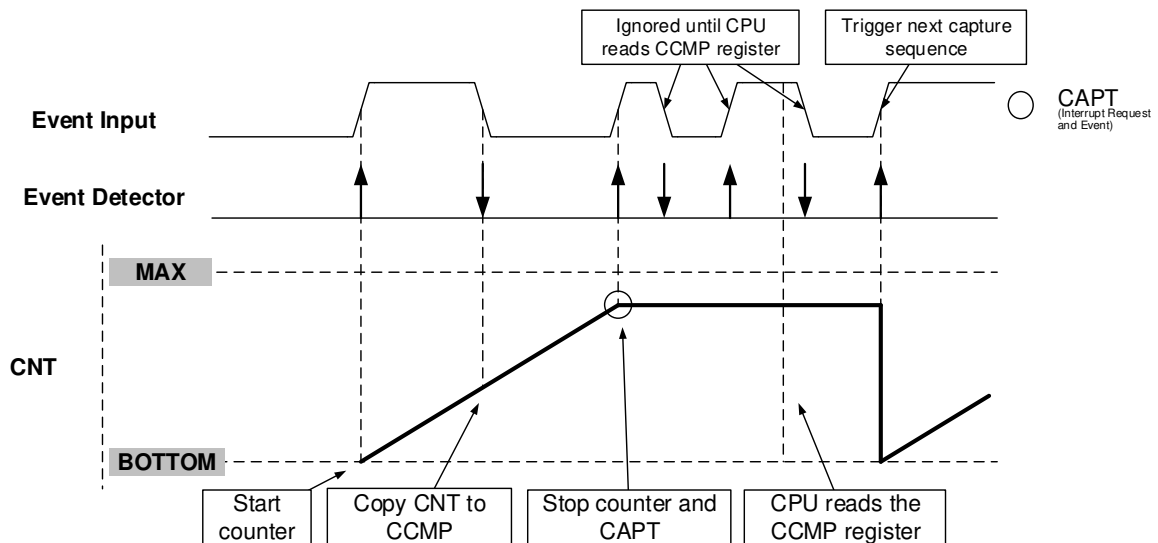 Ignored until CPU
reads CCMP register
Trigger next capture
sequence
Event Input
CAPT
(Interrupt Request
and Event)
Event Detector
MAX
CNT
BOTTOM
Start
counter
Copy CNT to
CCMP
Stop counter and
CAPT
CPU reads the
CCMP register